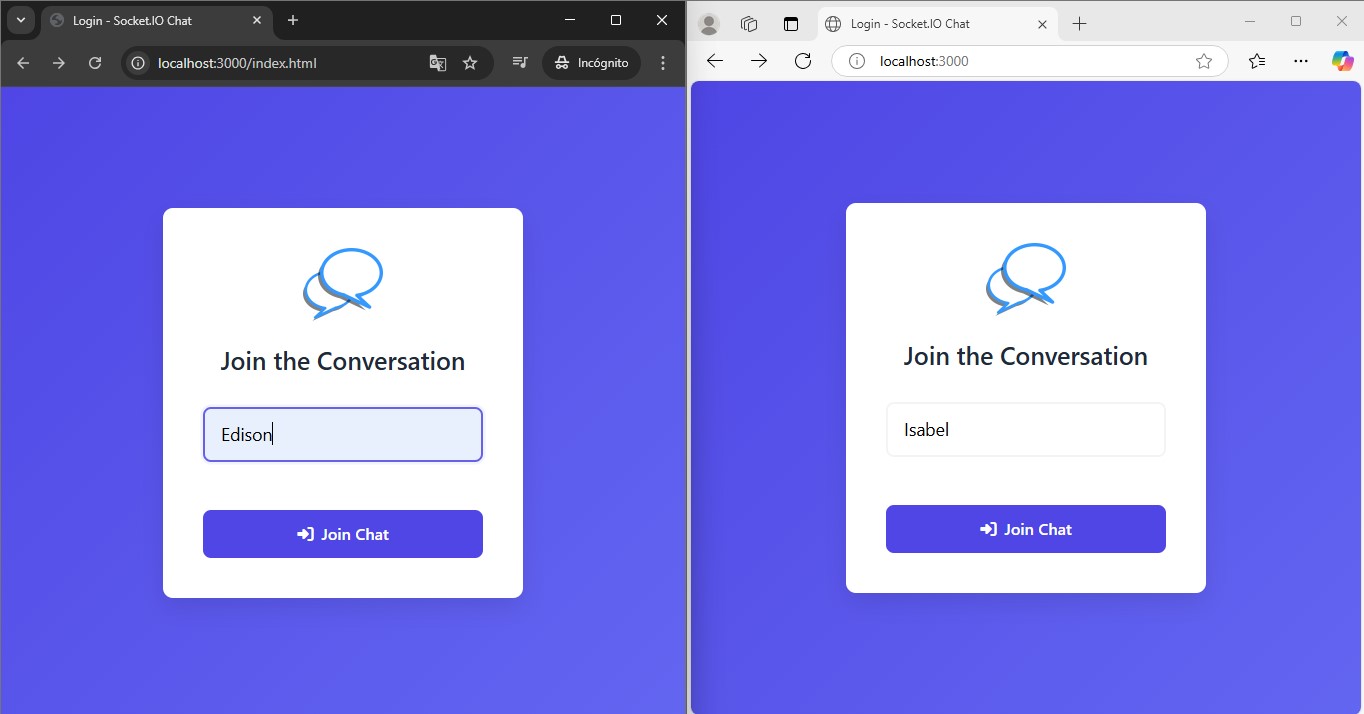 Login - Socket.IO Chat
localhost:3000/index.html
Incógnito
Join the Conversation
Edison
Join Chat
Login - Socket.IO Chat
localhost:3000
Join the Conversation
Isabel
Join Chat